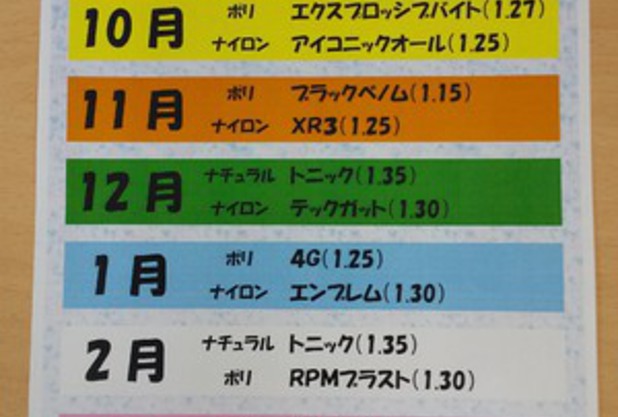 10月 ポリ エクスプロッシブバイト(1.27)
ナイロン アイコニックオール(1.25)
11月 ポリ ブラックベノム(1.15)
ナイロン XR3(1.25)
12月 ナチュラル トニック(1.35)
ナイロン テックガット(1.30)
1月 ポリ 4G(1.25)
ナイロン エンブレム(1.30)
2月 ナチュラル トニック(1.35)
ポリ RPMブラスト(1.30)